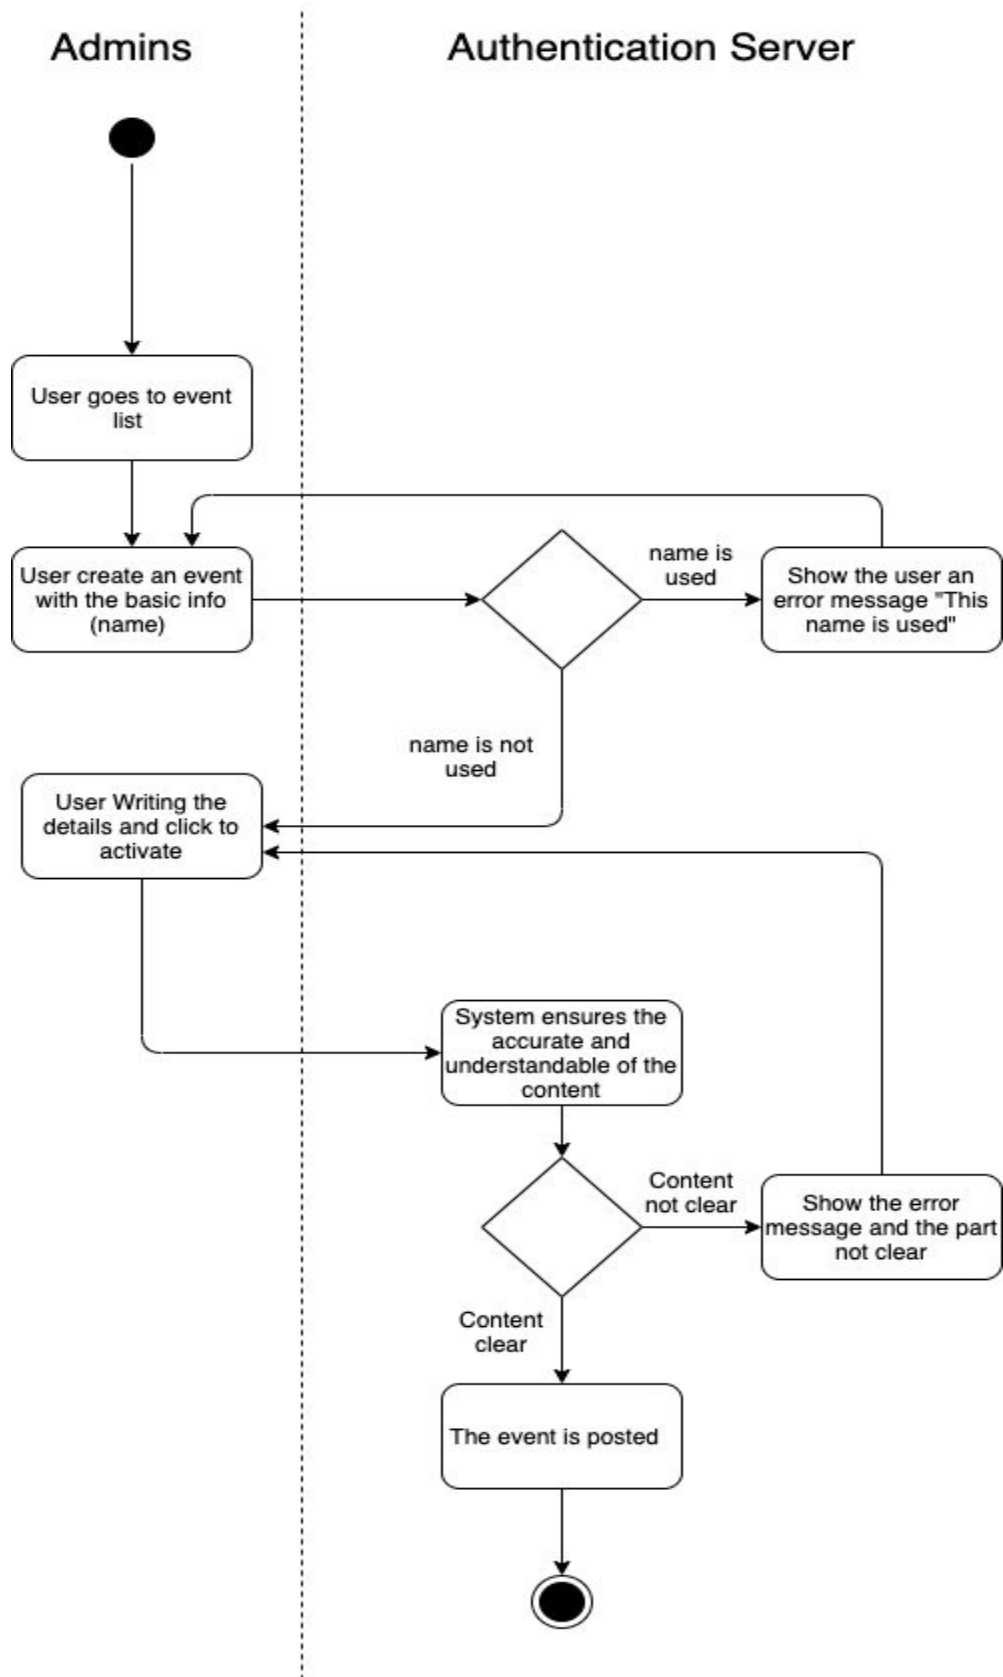 Admins
Authentication Server
User goes to event
list
User create an event
with the basic info
(name)
name is
used
Show the user an
error message "This
name is used"
name is not
used
User Writing the
details and click to
activate
System ensures the
accurate and
understandable of the
content
Content
not clear
Show the error
message and the part
not clear
Content
clear
The event is posted